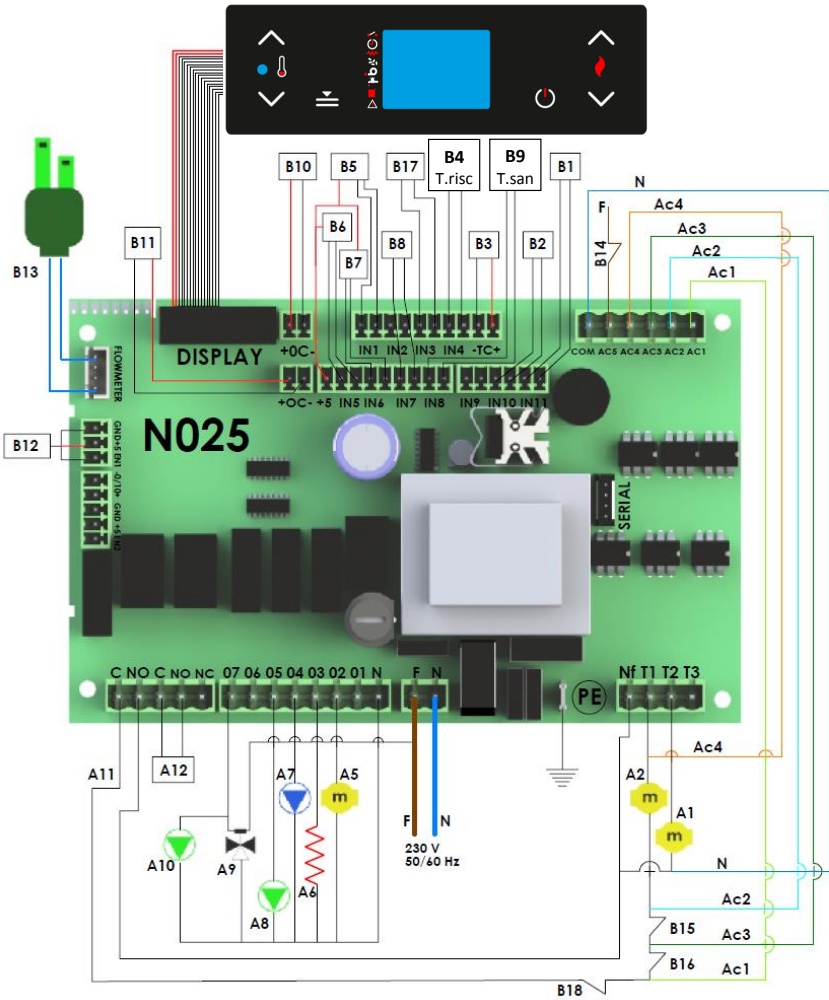 B10
B5
B17
B4
T.risc
B9
T.san
B1
N
F
Ac4
B6
B11
B7
B8
B3
B2
B14
Ac3
Ac2
Ac1
B13
DISPLAY
+0C-
IN1 IN2 IN3 IN4 -TC+
COM AC5 AC4 AC3 AC2 AC1
FLOWMETER
+OC- +5 IN5 IN6 IN7 IN8 IN9 IN10 IN11
N025
B12
GND+5 EN1
-0/10+
GND +5 EN2
SERIAL
C NO C NO NC 07 06 05 04 03 02 01 N F N
PE
Nf T1 T2 T3
A11
A12
A7
A5
m
Ac4
A2
m
A1
m
A10
A9
A8
A6
F
N
230 V
50/60 Hz
N
Ac2
B15
Ac3
B16
Ac1
B18